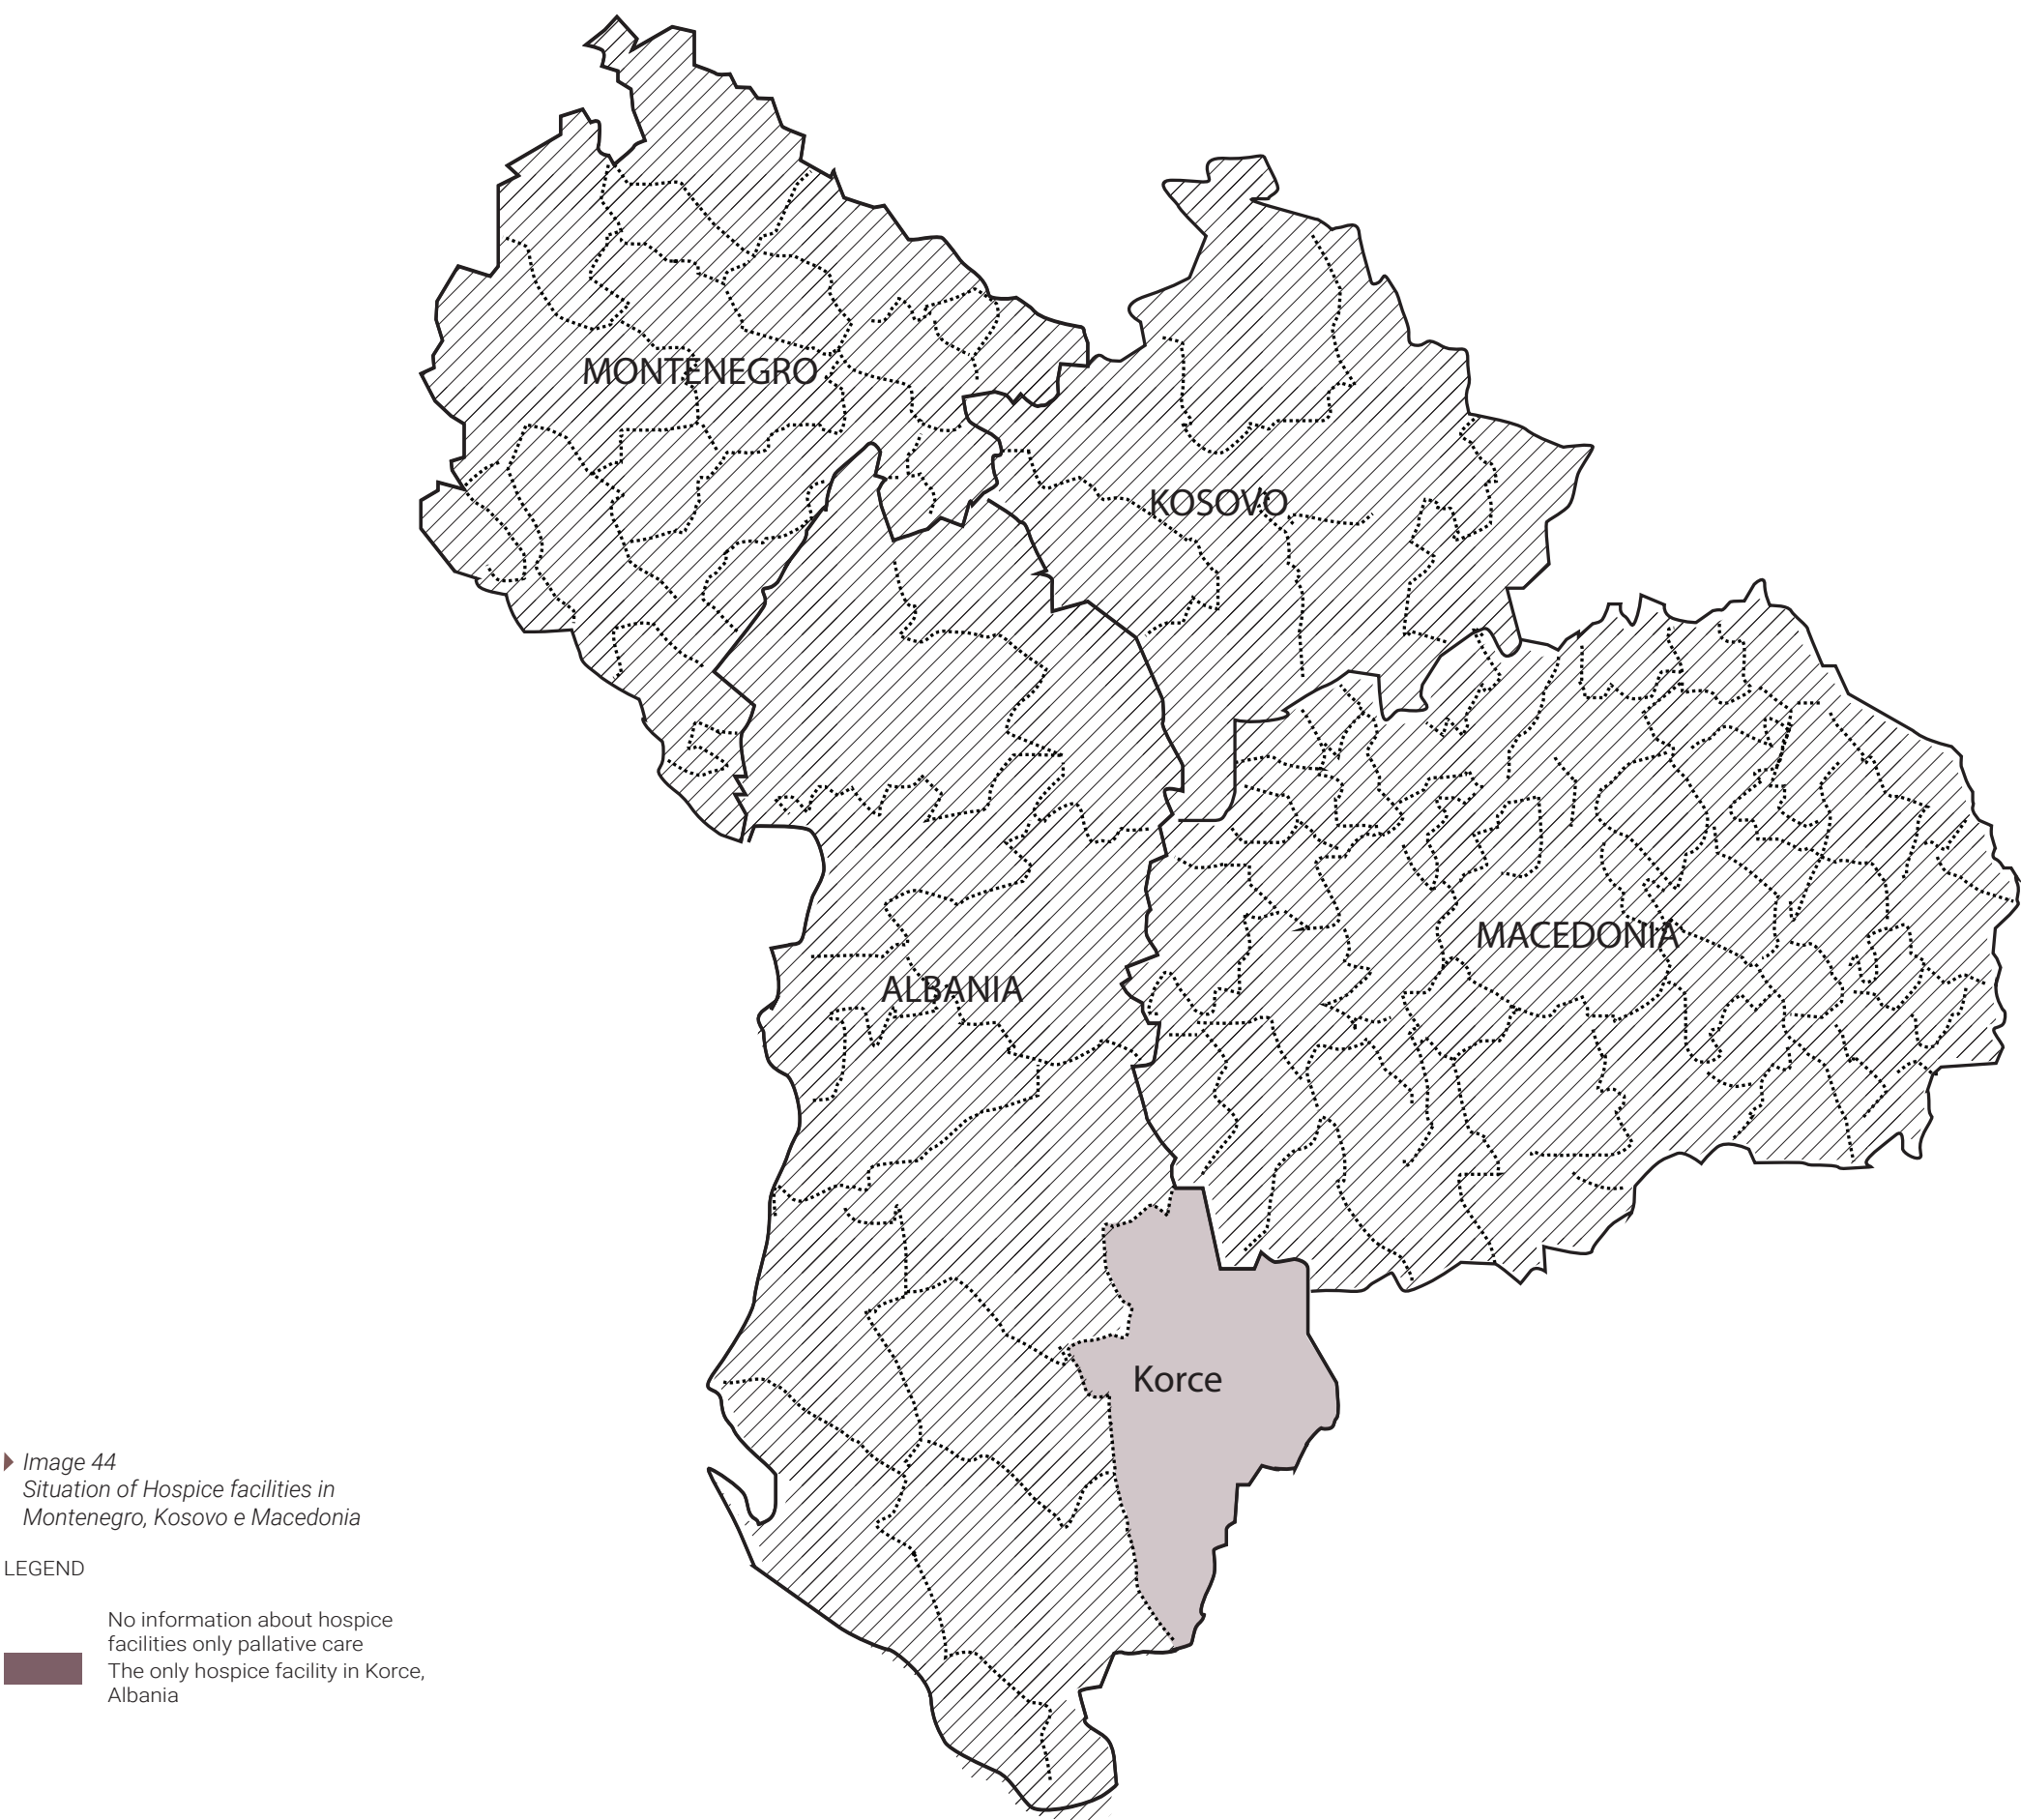 MONTENEGRO
KOSOVO
MACEDONIA
ALBANIA
Korce
Image 44
Situation of Hospice facilities in
Montenegro, Kosovo e Macedonia
LEGEND
No information about hospice
facilities only pallative care
The only hospice facility in Korce,
Albania